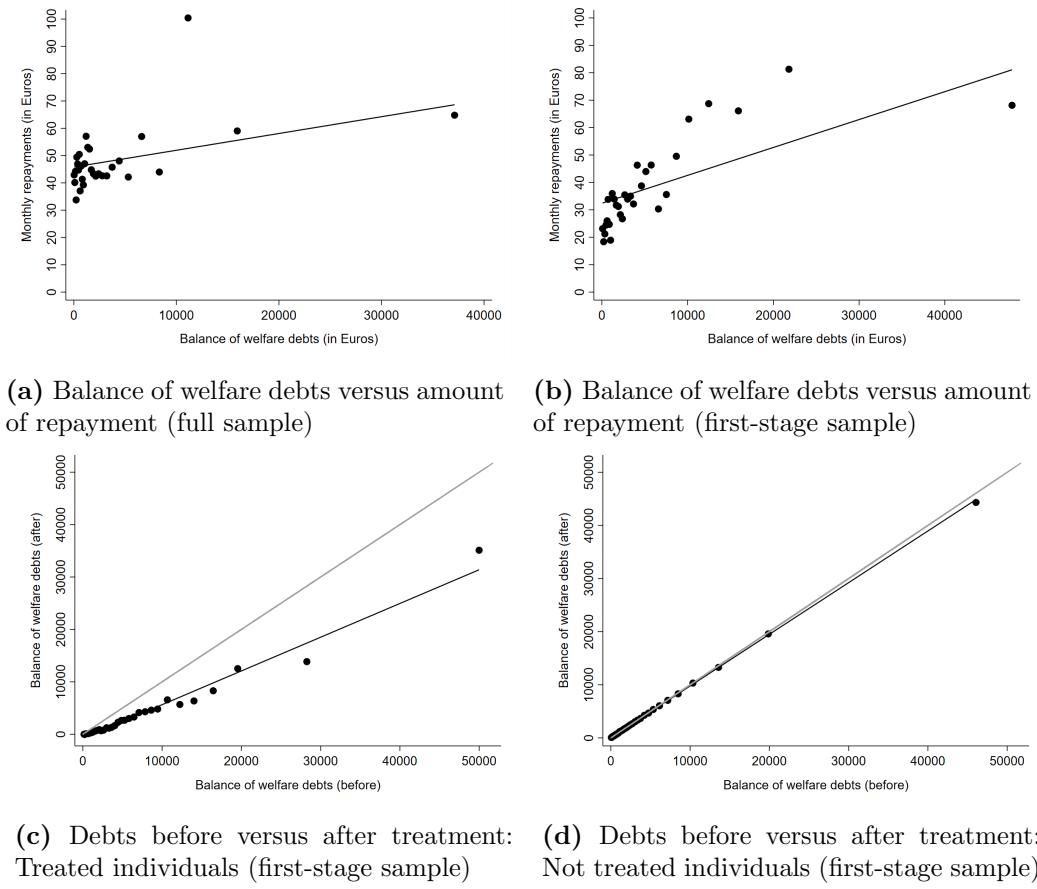 Monthly repayments (in Euros)
0 10 20 30 40 50 60 70 80 90 100
0 10000 20000 30000 40000
Balance of welfare debts (in Euros)
Monthly repayments (in Euros)
0 10 20 30 40 50 60 70 80 90 100
0 10000 20000 30000 40000
Balance of welfare debts (in Euros)
(a) Balance of welfare debts versus amount
of repayment (full sample)
(b) Balance of welfare debts versus amount
of repayment (first-stage sample)
Balance of welfare debts (after)
0 10000 20000 30000 40000 50000
0 10000 20000 30000 40000 50000
Balance of welfare debts (before)
Balance of welfare debts (after)
0 10000 20000 30000 40000 50000
0 10000 20000 30000 40000 50000
Balance of welfare debts (before)
(c) Debts before versus after treatment:
Treated individuals (first-stage sample)
(d) Debts before versus after treatment:
Not treated individuals (first-stage sample)